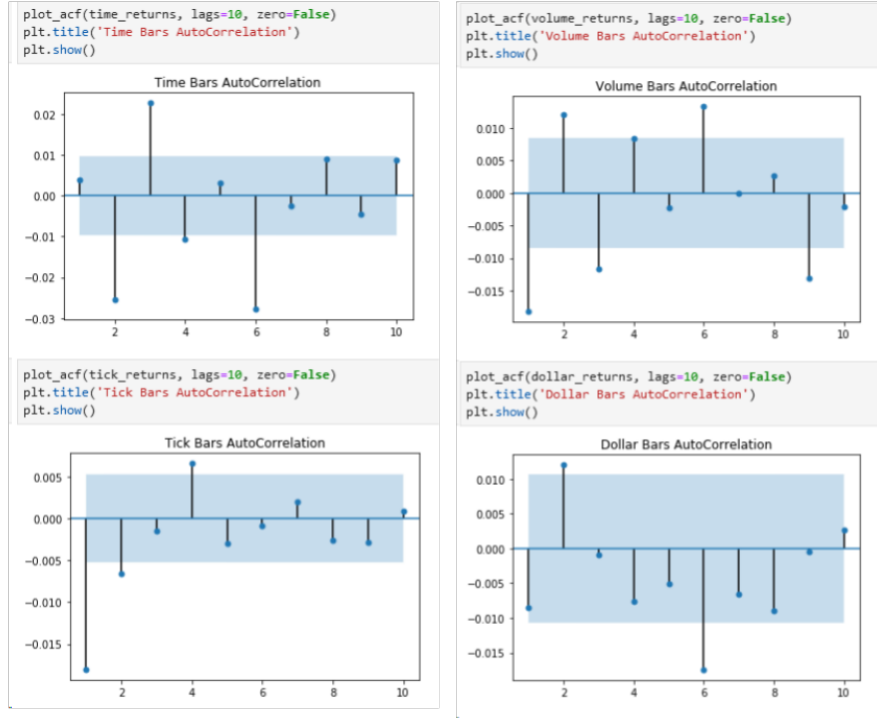 plot_acf(time_returns, lags=10, zero=False)
plt.title('Time Bars AutoCorrelation')
plt.show()
Time Bars AutoCorrelation
0.02
0.01
0.00
−0.01
−0.02
−0.03
2 4 6 8 10
plot_acf(volume_returns, lags=10, zero=False)
plt.title('Volume Bars AutoCorrelation')
plt.show()
Volume Bars AutoCorrelation
0.010
0.005
0.000
−0.005
−0.010
−0.015
2 4 6 8 10
plot_acf(tick_returns, lags=10, zero=False)
plt.title('Tick Bars AutoCorrelation')
plt.show()
Tick Bars AutoCorrelation
0.005
0.000
−0.005
−0.010
−0.015
2 4 6 8 10
plot_acf(dollar_returns, lags=10, zero=False)
plt.title('Dollar Bars AutoCorrelation')
plt.show()
Dollar Bars AutoCorrelation
0.010
0.005
0.000
−0.005
−0.010
−0.015
2 4 6 8 10